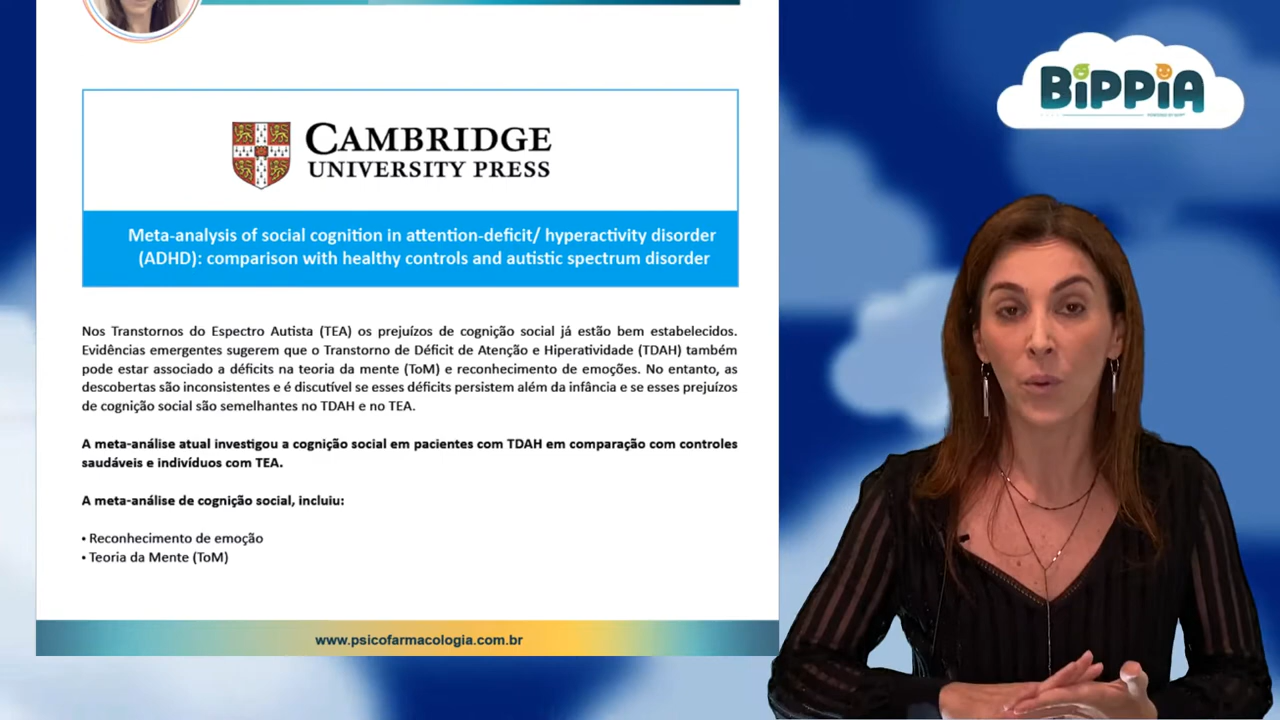 BiPPiA
CAMBRIDGE
UNIVERSITY PRESS
Meta-analysis of social cognition in attention-deficit/ hyperactivity disorder
(ADHD): comparison with healthy controls and autistic spectrum disorder
Nos Transtornos do Espectro Autista (TEA) os prejuízos de cognição social já estão bem estabelecidos.
Evidências emergentes sugerem que o Transtorno de Déficit de Atenção e Hiperatividade (TDAH) também
pode estar associado a déficits na teoria da mente (ToM) e reconhecimento de emoções. No entanto, as
descobertas são inconsistentes e é discutível se esses déficits persistem além da infância e se esses prejuízos
de cognição social são semelhantes no TDAH e no TEA.
A meta-análise atual investigou a cognição social em pacientes com TDAH em comparação com controles
saudáveis e indivíduos com TEA.
A meta-análise de cognição social, incluiu:
• Reconhecimento de emoção
• Teoria da Mente (ToM)
www.psicofarmacologia.com.br